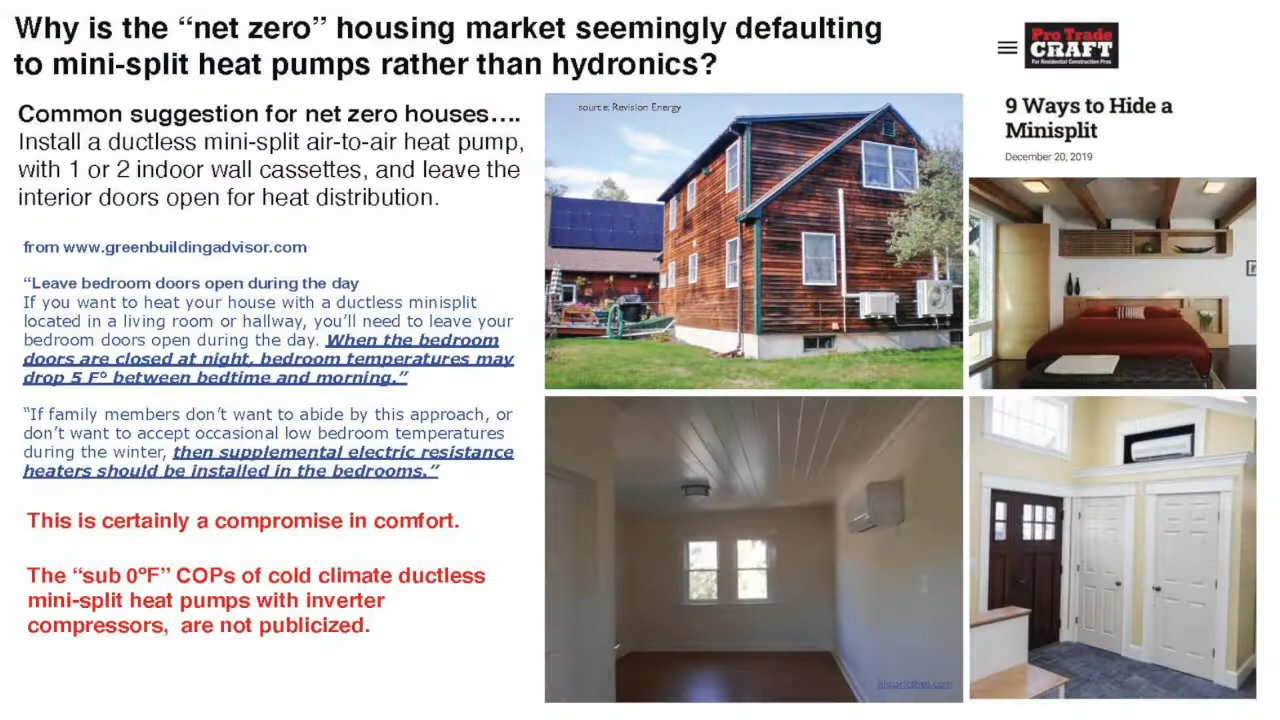 Why is the “net zero” housing market seemingly defaulting
to mini-split heat pumps rather than hydronics?
Common suggestion for net zero houses….
Install a ductless mini-split air-to-air heat pump,
with 1 or 2 indoor wall cassettes, and leave the
interior doors open for heat distribution.
from www.greenbuildingadvisor.com
“Leave bedroom doors open during the day
If you want to heat your house with a ductless minisplit
located in a living room or hallway, you’ll need to leave your
bedroom doors open during the day. When the bedroom
doors are closed at night, bedroom temperatures may
drop 5 F° between bedtime and morning.”
“If family members don’t want to abide by this approach, or
don’t want to accept occasional low bedroom temperatures
during the winter, then supplemental electric resistance
heaters should be installed in the bedrooms.”
This is certainly a compromise in comfort.
The “sub 0ºF” COPs of cold climate ductless
mini-split heat pumps with inverter
compressors, are not publicized.
source: Revision Energy
Pro Trade
CRAFT
For Residential Construction Pros
9 Ways to Hide a
Minisplit
December 20, 2019